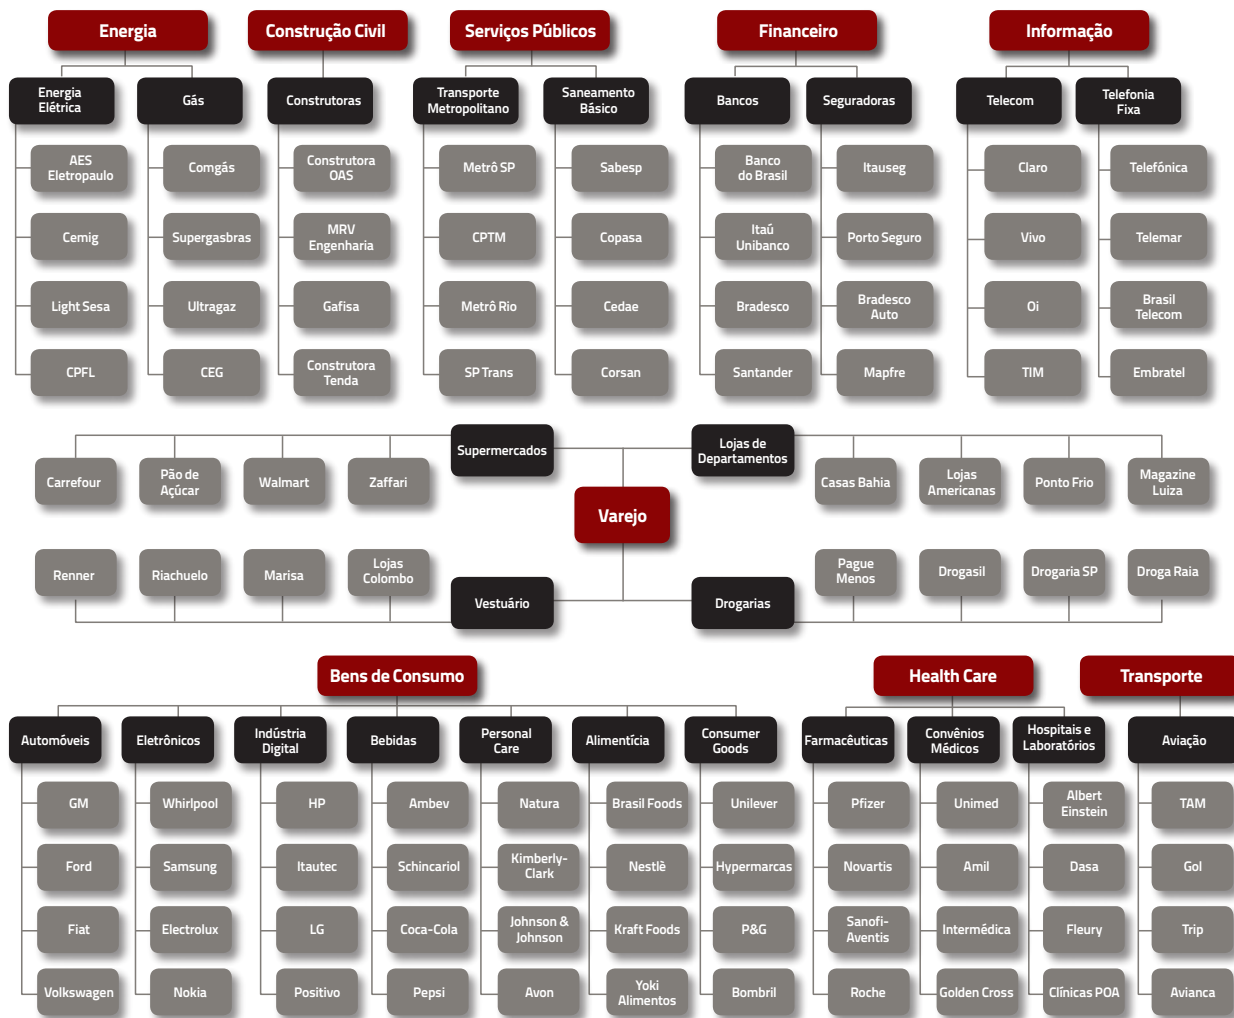 Energia
Construção Civil
Serviços Públicos
Financeiro
Informação
Energia
Elétrica
Gás
Construtoras
Transporte
Metropolitano
Saneamento
Básico
Bancos
Seguradoras
Telecom
Telefonia
Fixa
AES
Eletropaulo
Comgás
Construtora
OAS
Metrô SP
Sabesp
Banco
do Brasil
Itauseg
Claro
Telefónica
Cemig
Supergasbras
MRV
Engenharia
CPTM
Copasa
Itaú
Unibanco
Porto Seguro
Vivo
Telemar
Light Sesa
Ultragaz
Gafisa
Metrô Rio
Cedae
Bradesco
Bradesco
Auto
Oi
Brasil
Telecom
CPFL
CEG
Construtora
Tenda
SP Trans
Corsan
Santander
Mapfre
TIM
Embratel
Supermercados
Lojas de
Departamentos
Carrefour
Pão de
Açúcar
Walmart
Zaffari
Casas Bahia
Lojas
Americanas
Ponto Frio
Magazine
Luiza
Varejo
Renner
Riachuelo
Marisa
Lojas
Colombo
Pague
Menos
Drogasil
Drogaria SP
Droga Raia
Vestuário
Drogarias
Bens de Consumo
Health Care
Transporte
Automóveis
Eletrônicos
Indústria
Digital
Bebidas
Personal
Care
Alimentícia
Consumer
Goods
Farmacêuticas
Convênios
Médicos
Hospitais e
Laboratórios
Aviação
GM
Whirlpool
HP
Ambev
Natura
Brasil Foods
Unilever
Pfizer
Unimed
Albert
Einstein
TAM
Ford
Samsung
Itautec
Schincariol
Kimberly-
Clark
Nestlè
Hypermarcas
Novartis
Amil
Dasa
Gol
Fiat
Electrolux
LG
Coca-Cola
Johnson &
Johnson
Kraft Foods
P&G
Sanofi-
Aventis
Intermédica
Fleury
Trip
Volkswagen
Nokia
Positivo
Pepsi
Avon
Yoki
Alimentos
Bombril
Roche
Golden Cross
Clínicas POA
Avianca